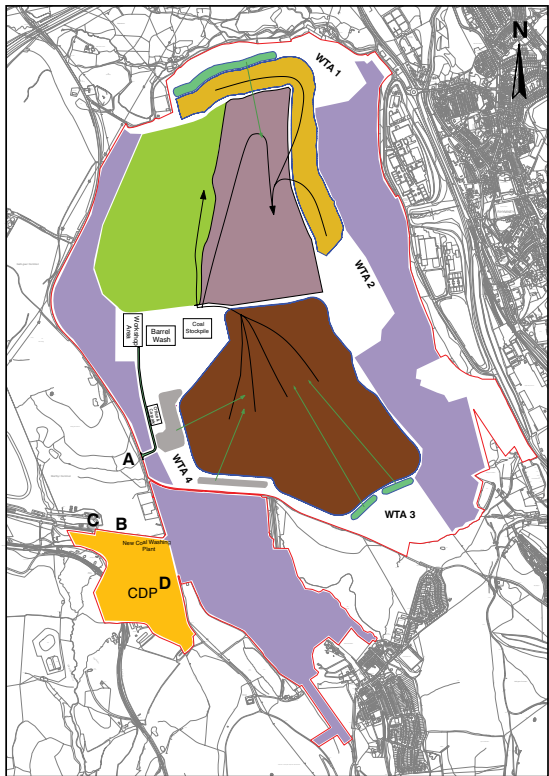 N
WTA 1
WTA 2
Workshop
Area
Barrel
Wash
Coal
Stockpile
A
WTA 4
WTA 3
C
B
New Coal Washing
Plant
D
CDP